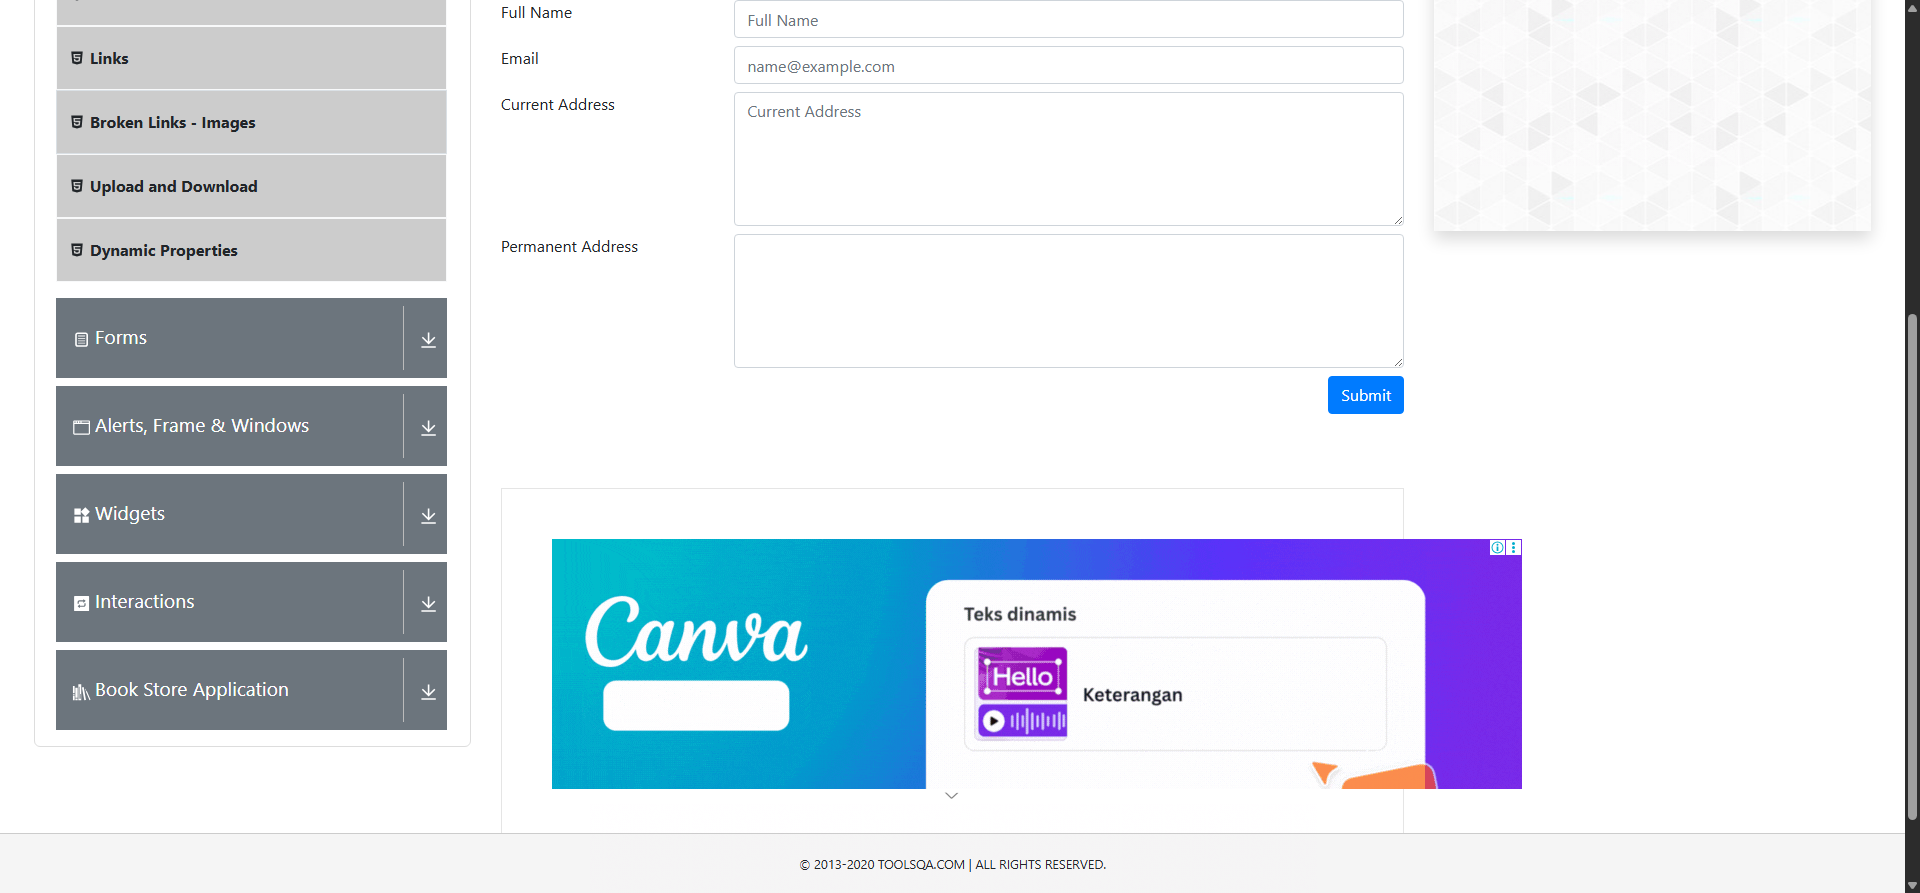 Links
Broken Links - Images
Upload and Download
Dynamic Properties
Forms
Alerts, Frame & Windows
Widgets
Interactions
Book Store Application
Full Name
Full Name
Email
name@example.com
Current Address
Current Address
Permanent Address
Submit
Canva
Teks dinamis
Hello
Keterangan
© 2013-2020 TOOLSQA.COM | ALL RIGHTS RESERVED.